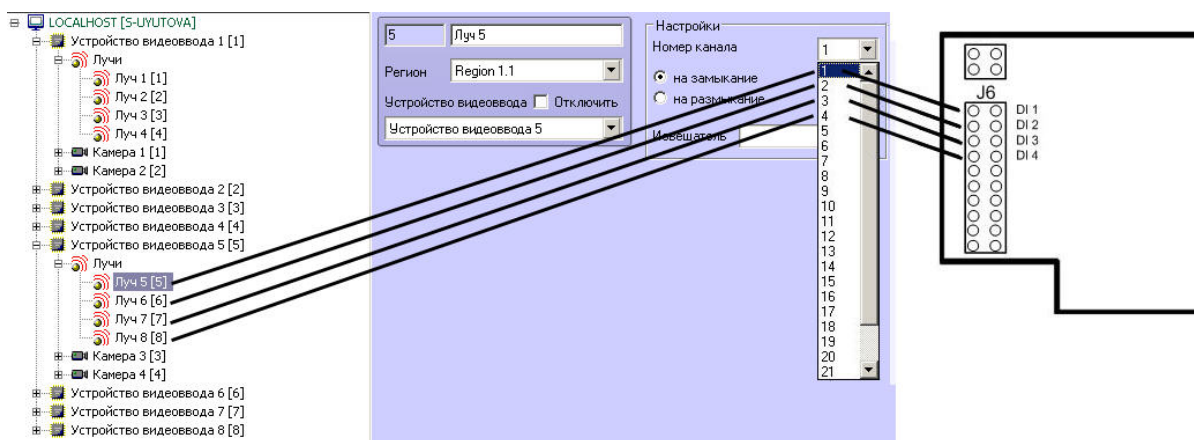 LOCALHOST [S-UYUTOVA]
Устройство видеоввода 1 [1]
Лучи
Луч 1 [1]
Луч 2 [2]
Луч 3 [3]
Луч 4 [4]
Камера 1 [1]
Камера 2 [2]
Устройство видеоввода 2 [2]
Устройство видеоввода 3 [3]
Устройство видеоввода 4 [4]
Устройство видеоввода 5 [5]
Лучи
Луч 5 [5]
Луч 6 [6]
Луч 7 [7]
Луч 8 [8]
Камера 3 [3]
Камера 4 [4]
Устройство видеоввода 6 [6]
Устройство видеоввода 7 [7]
Устройство видеоввода 8 [8]
5 Луч 5
Регион Region 1.1
Устройство видеоввода Отключить
Устройство видеоввода 5
Настройки
Номер канала 1
на замыкание
на размыкание
Извещатель
1
2
3
4
5
6
7
8
9
10
11
12
13
14
15
16
17
18
19
20
21
J6
DI 1
DI 2
DI 3
DI 4